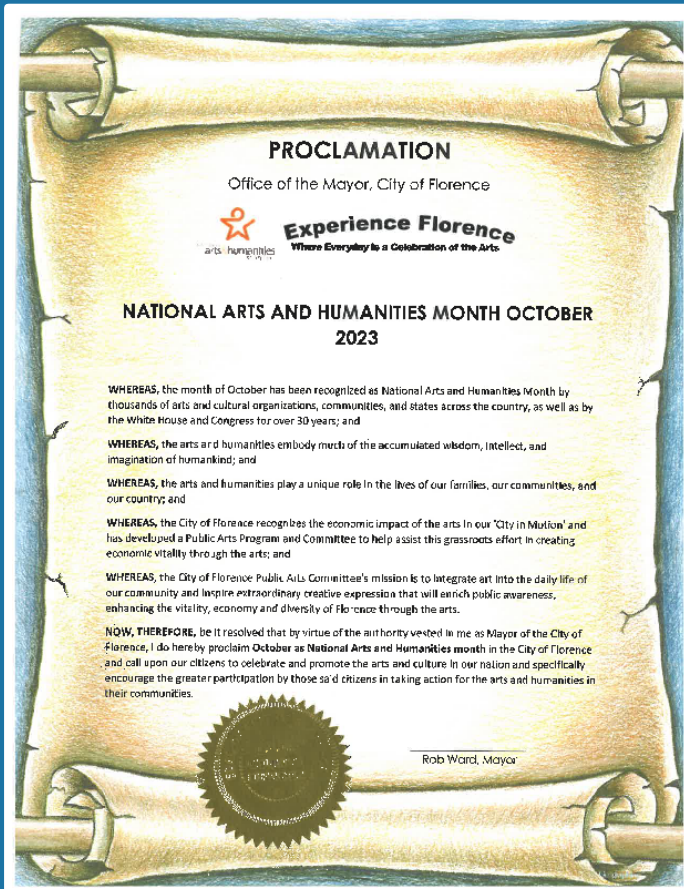 PROCLAMATION
Office of the Mayor, City of Florence
arts humanities
Experience Florence
Where Everyday is a Celebration of the Arts
NATIONAL ARTS AND HUMANITIES MONTH OCTOBER
2023
WHEREAS, the month of October has been recognized as National Arts and Humanities Month by
thousands of arts and cultural organizations, communities, and states across the country, as well as by
the White House and Congress for over 30 years; and
WHEREAS, the arts and humanities embody much of the accumulated wisdom, intellect, and
imagination of humankind; and
WHEREAS, the arts and humanities play a unique role in the lives of our families, our communities, and
our country; and
WHEREAS, the City of Florence recognizes the economic impact of the arts in our 'City in Motion' and
has developed a Public Arts Program and Committee to help assist this grassroots effort in creating
economic vitality through the arts; and
WHEREAS, the City of Florence Public Arts Committee's mission is to integrate art into the daily life of
our community and inspire extraordinary creative expression that will enrich public awareness,
enhancing the vitality, economy and diversity of Florence through the arts.
NOW, THEREFORE, be it resolved that by virtue of the authority vested in me as Mayor of the City of
Florence, I do hereby proclaim October as National Arts and Humanities month in the City of Florence
and call upon our citizens to celebrate and promote the arts and culture in our nation and specifically
encourage the greater participation by those said citizens in taking action for the arts and humanities in
their communities.
Rob Ward, Mayor